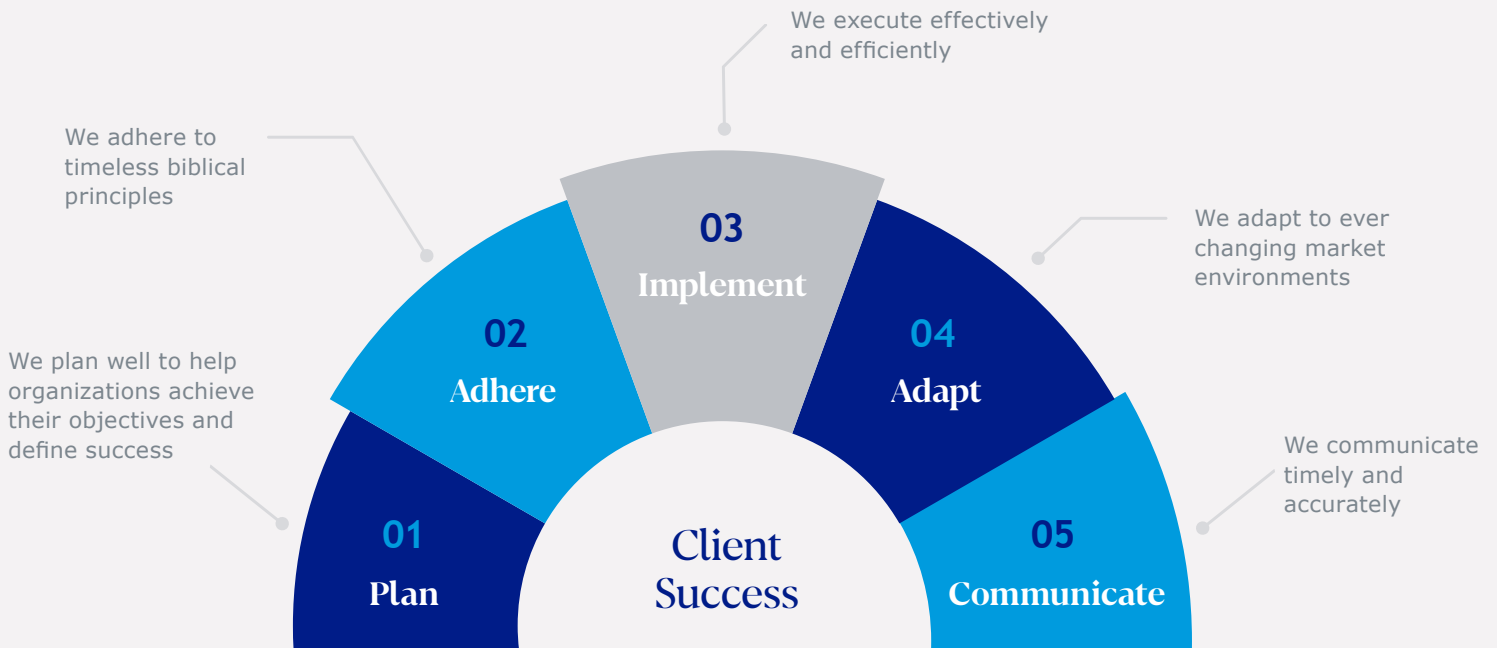 We plan well to help
organizations achieve
their objectives and
define success
01
Plan
We adhere to
timeless biblical
principles
02
Adhere
We execute effectively
and efficiently
03
Implement
We adapt to ever
changing market
environments
04
Adapt
We communicate
timely and
accurately
05
Communicate
Client
Success